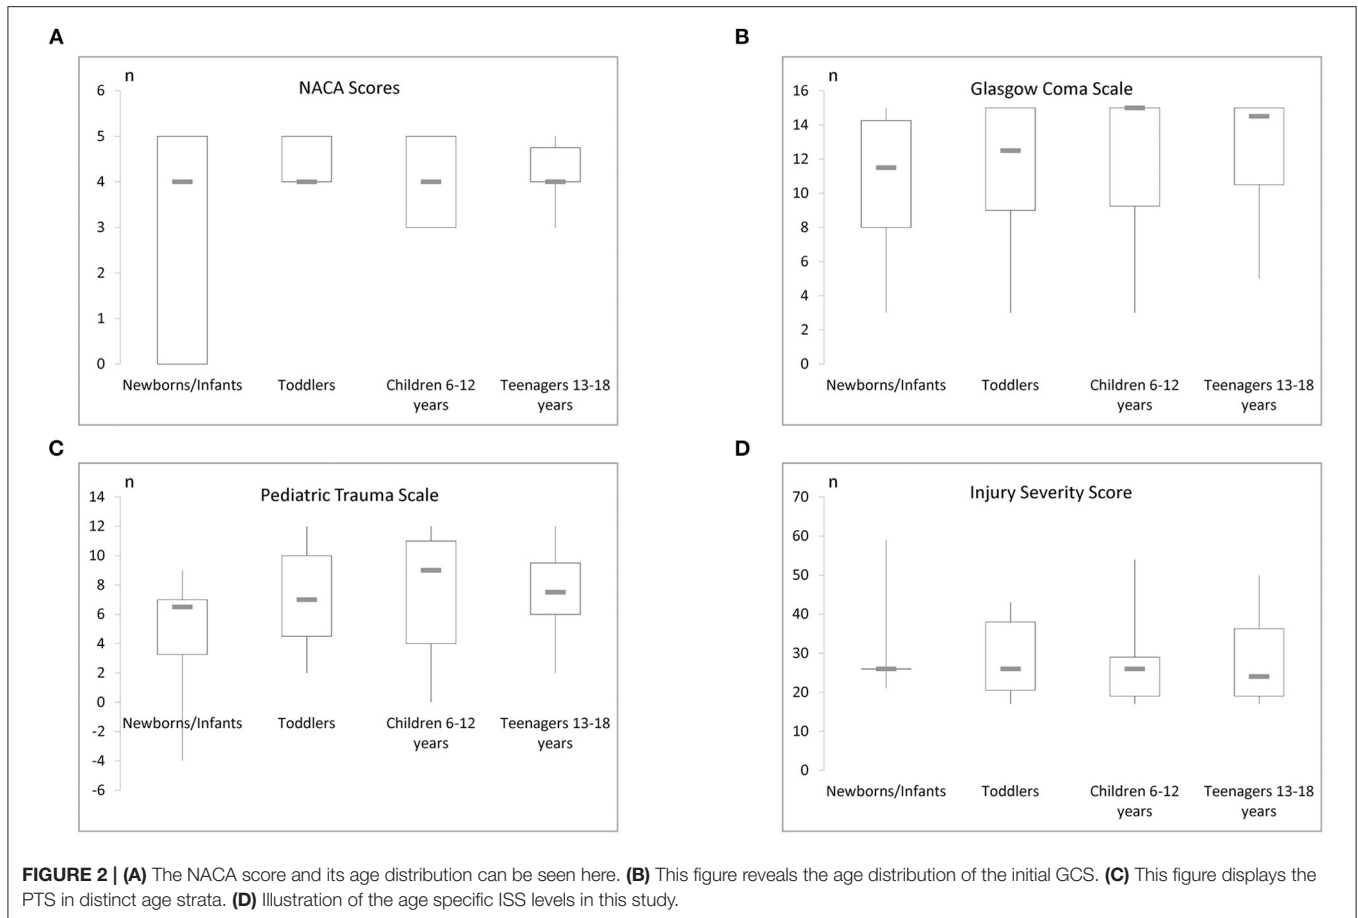 A
n
NACA Scores
6
5
4
3
2
1
0
Newborns/Infants Toddlers Children 6-12 Teenagers 13-18
years years
B
n
Glasgow Coma Scale
16
14
12
10
8
6
4
2
0
Newborns/Infants Toddlers Children 6-12 Teenagers 13-18
years years
C
n
Pediatric Trauma Scale
14
12
10
8
6
4
2
0
-2
-4
-6
Newborns/Infants Toddlers Children 6-12 Teenagers 13-18
years years
D
n
Injury Severity Score
70
60
50
40
30
20
10
0
Newborns/Infants Toddlers Children 6-12 Teenagers 13-18
years years
FIGURE 2 | (A) The NACA score and its age distribution can be seen here. (B) This figure reveals the age distribution of the initial GCS. (C) This figure displays the
PTS in distinct age strata. (D) Illustration of the age specific ISS levels in this study.